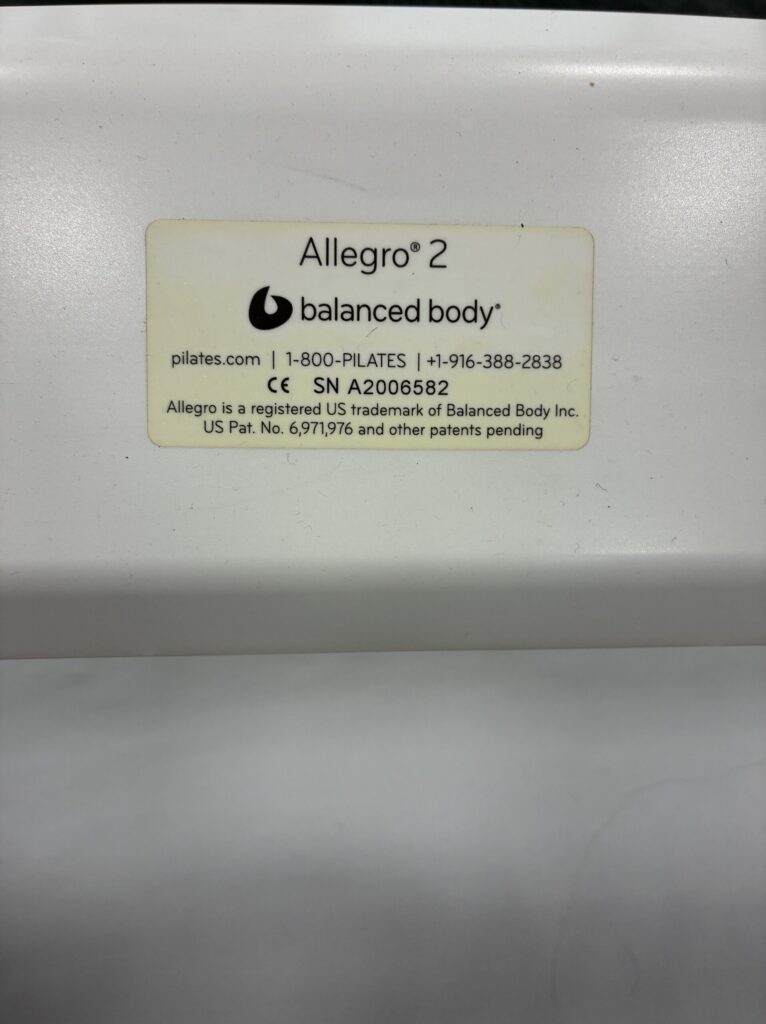 Allegro® 2
balanced body®
pilates.com | 1-800-PILATES | +1-916-388-2838
CE SN A2006582
Allegro is a registered US trademark of Balanced Body Inc.
US Pat. No. 6,971,976 and other patents pending